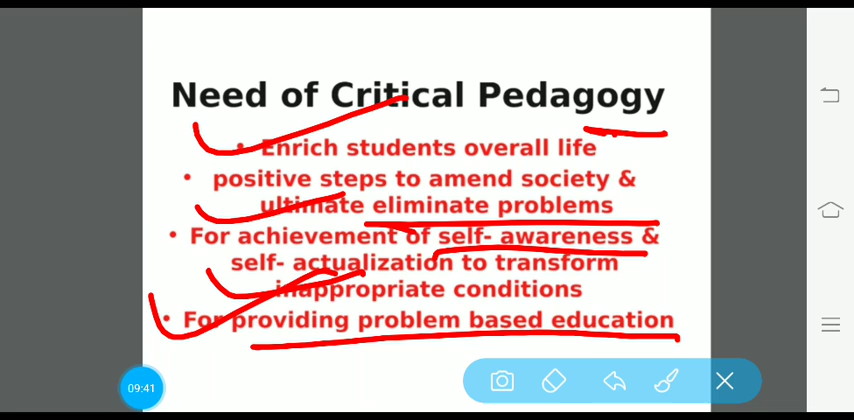 Need of Critical Pedagogy
• Enrich students overall life
• positive steps to amend society &
ultimate eliminate problems
• For achievement of self- awareness &
self- actualization to transform
inappropriate conditions
• For providing problem based education
09:41